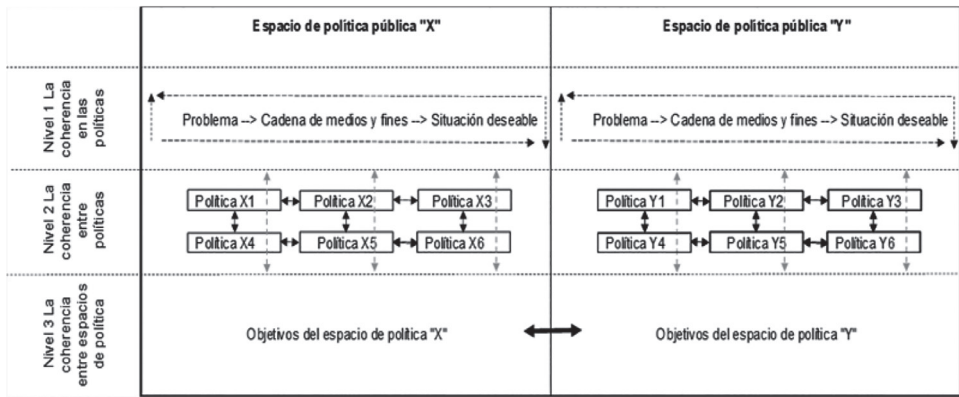 Espacio de política pública "X"
Espacio de política pública "Y"
Nivel 1 La
coherencia
en las
políticas
Problema --> Cadena de medios y fines --> Situación deseable
Problema --> Cadena de medios y fines --> Situación deseable
Nivel 2 La
coherencia
entre
políticas
Política X1
Política X2
Política X3
Política Y1
Política Y2
Política Y3
Política X4
Política X5
Política X6
Política Y4
Política Y5
Política Y6
Nivel 3 La
coherencia
entre espacios
de política
Objetivos del espacio de política "X"
Objetivos del espacio de política "Y"